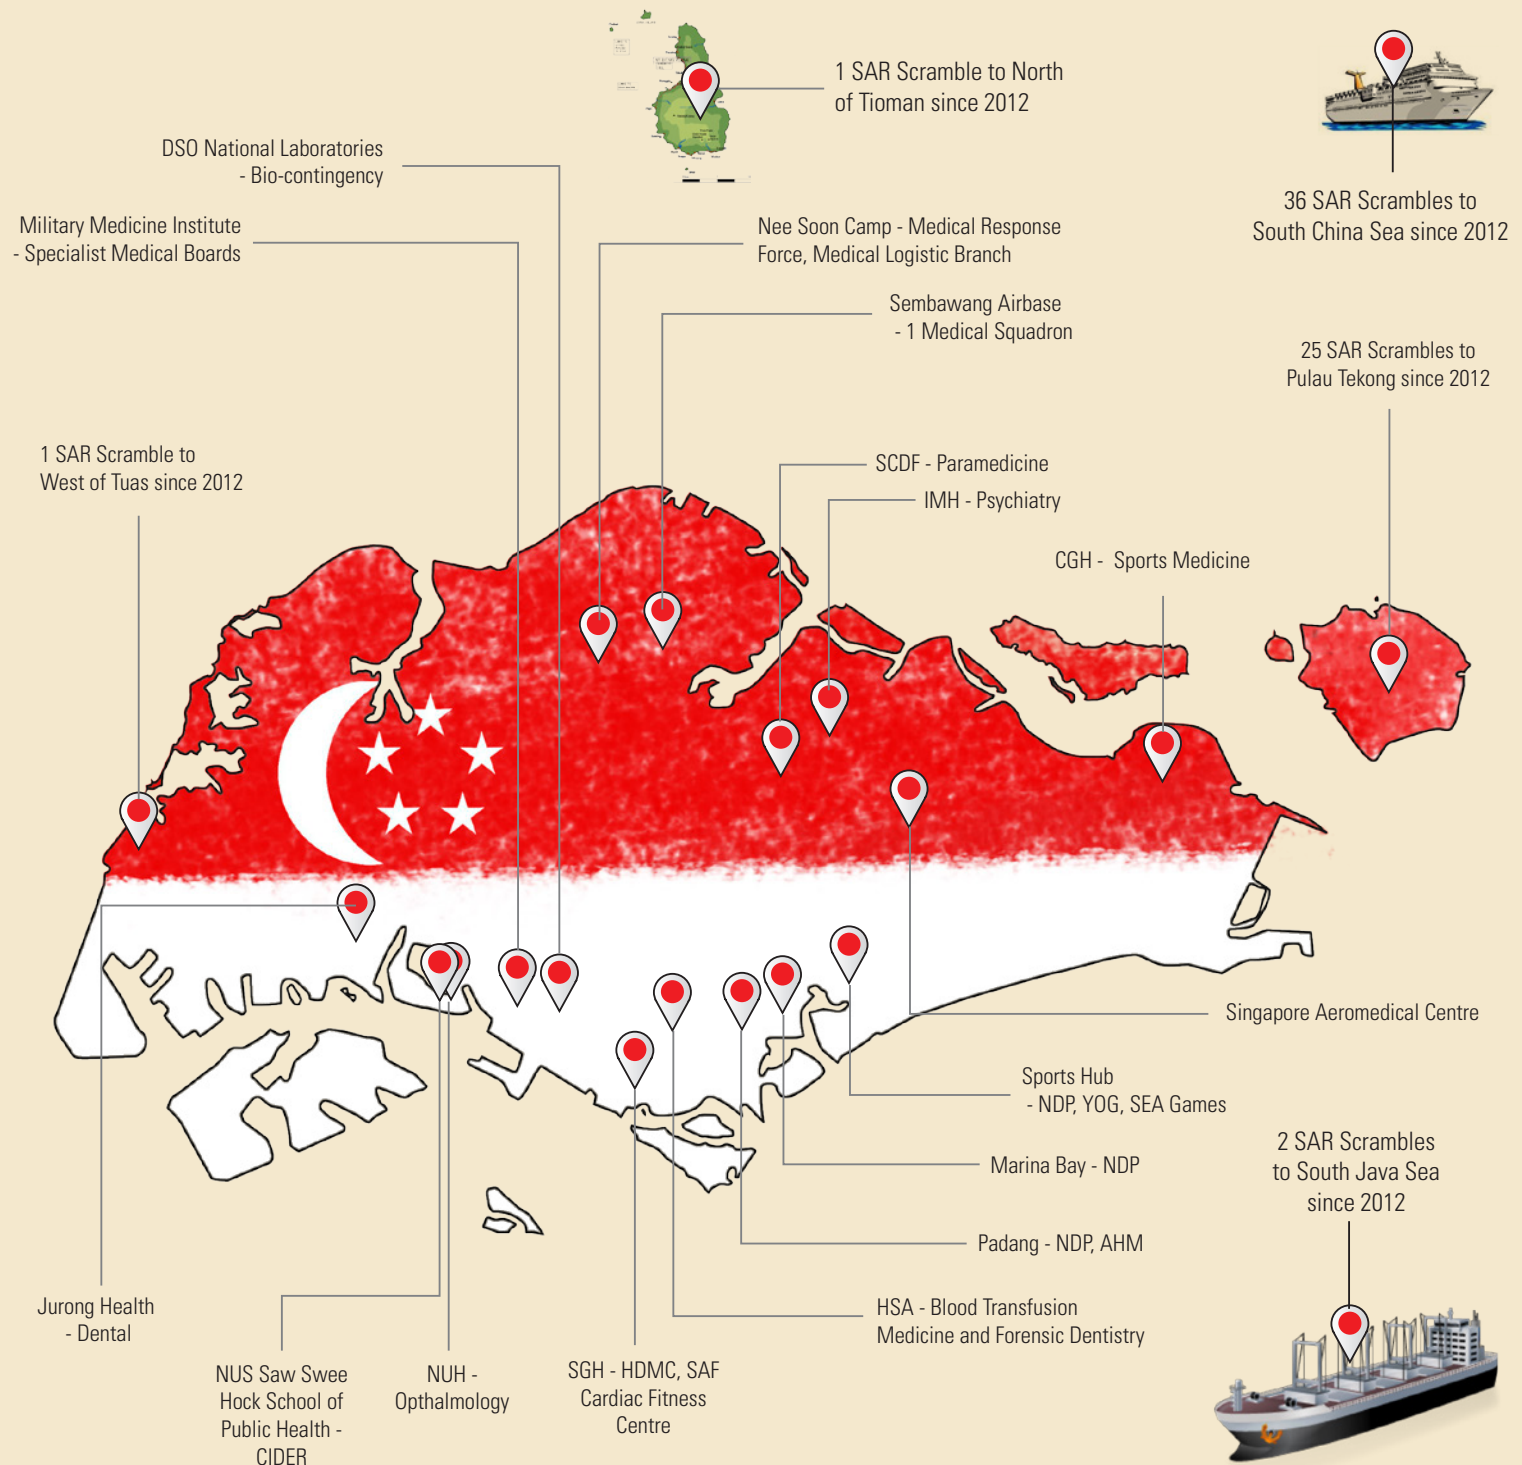 1 SAR Scramble to North
of Tioman since 2012
36 SAR Scrambles to
South China Sea since 2012
DSO National Laboratories
- Bio-contingency
Military Medicine Institute
- Specialist Medical Boards
Nee Soon Camp - Medical Response
Force, Medical Logistic Branch
Sembawang Airbase
- 1 Medical Squadron
25 SAR Scrambles to
Pulau Tekong since 2012
1 SAR Scramble to
West of Tuas since 2012
SCDF - Paramedicine
IMH - Psychiatry
CGH - Sports Medicine
Singapore Aeromedical Centre
Sports Hub
- NDP, YOG, SEA Games
Marina Bay - NDP
2 SAR Scrambles
to South Java Sea
since 2012
Padang - NDP, AHM
HSA - Blood Transfusion
Medicine and Forensic Dentistry
Jurong Health
- Dental
NUS Saw Swee
Hock School of
Public Health -
CIDER
NUH -
Opthalmology
SGH - HDMC, SAF
Cardiac Fitness
Centre